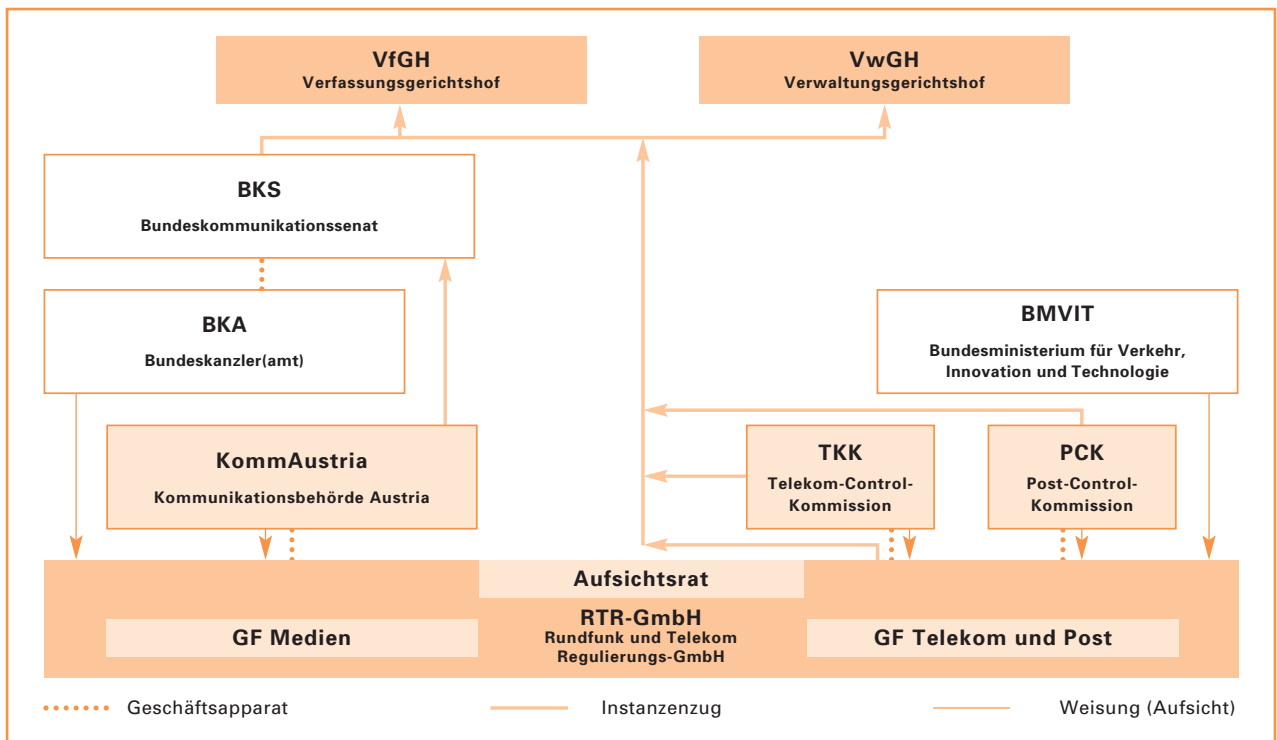 VfGH
Verfassungsgerichtshof
VwGH
Verwaltungsgerichtshof
BKS
Bundeskommunikationssenat
BKA
Bundeskanzler(amt)
BMVIT
Bundesministerium für Verkehr,
Innovation und Technologie
KommAustria
Kommunikationsbehörde Austria
TKK
Telekom-Control-
Kommission
PCK
Post-Control-
Kommission
Aufsichtsrat
RTR-GmbH
Rundfunk und Telekom
Regulierungs-GmbH
GF Medien
GF Telekom und Post
Geschäftsapparat
Instanzenzug
Weisung (Aufsicht)